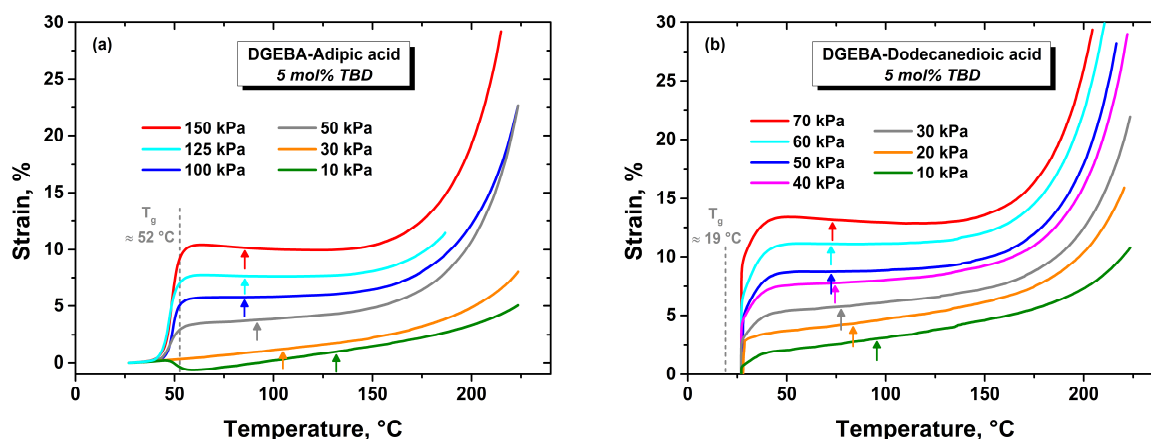 (a)
DGEBA-Adipic acid
5 mol% TBD
150 kPa
125 kPa
100 kPa
50 kPa
30 kPa
10 kPa
Tg
≈ 52 °C
Strain, %
30
25
20
15
10
5
0
0 50 100 150 200
Temperature, °C
(b)
DGEBA-Dodecanedioic acid
5 mol% TBD
70 kPa
60 kPa
50 kPa
40 kPa
30 kPa
20 kPa
10 kPa
Tg
≈ 19 °C
Strain, %
30
25
20
15
10
5
0
0 50 100 150 200
Temperature, °C